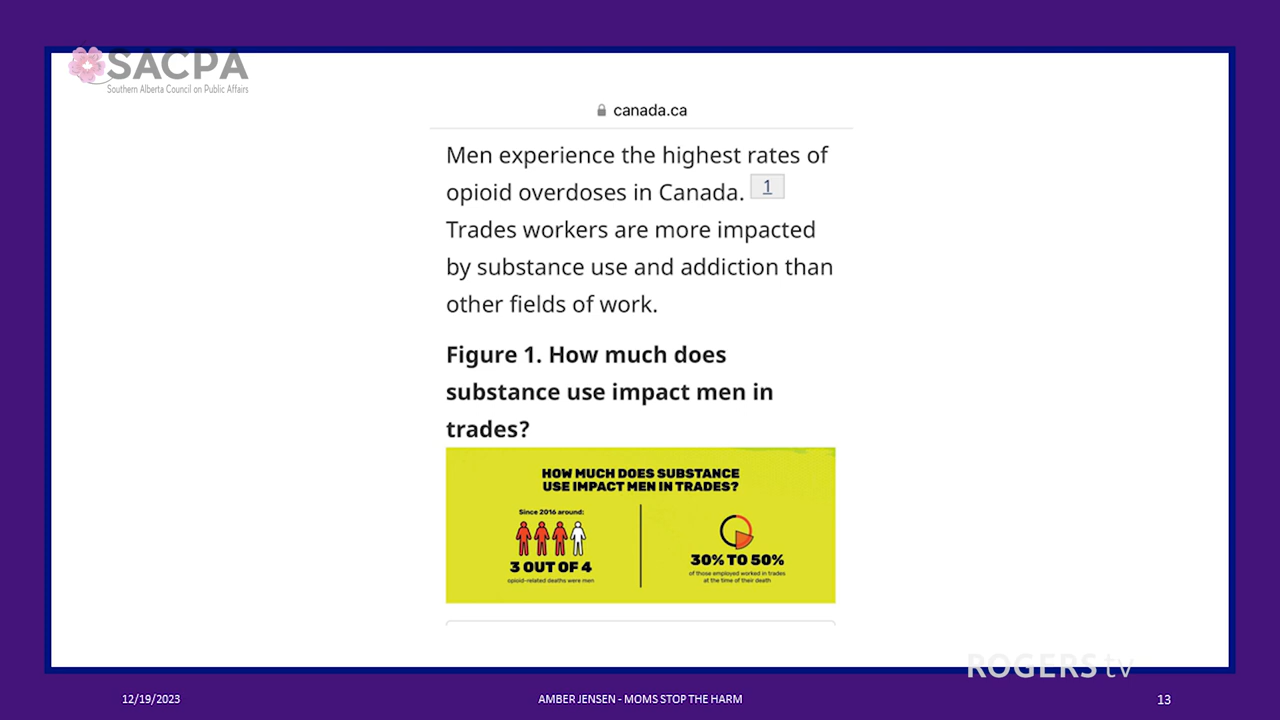 SACPA
Southern Alberta Council on Public Affairs
canada.ca
Men experience the highest rates of
opioid overdoses in Canada. 1
Trades workers are more impacted
by substance use and addiction than
other fields of work.
Figure 1. How much does
substance use impact men in
trades?
HOW MUCH DOES SUBSTANCE
USE IMPACT MEN IN TRADES?
Since 2016 around:
3 OUT OF 4
opioid-related deaths were men
30% TO 50%
of those employed worked in trades
at the time of their death
ROGERS tv
12/19/2023
AMBER JENSEN - MOMS STOP THE HARM
13